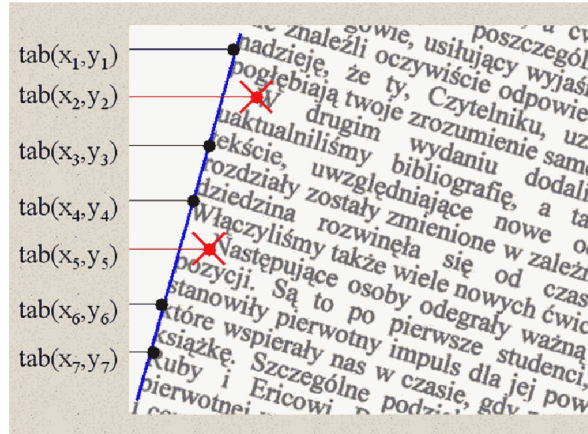 tab(x₁,y₁)
tab(x₂,y₂)
tab(x₃,y₃)
tab(x₄,y₄)
tab(x₅,y₅)
tab(x₆,y₆)
tab(x₇,y₇)
znaleźli oczywiście odpowie
nadzieję, że ty, Czytelniku, uz
pogłębiają twoje zrozumienie sam
W drugim wydaniu dodali
uaktualniliśmy bibliografię, a t
tekście, uwzględniające nowe
rozdziały zostały zmienione w zależ
dziedzina rozwinęła się od czas
Włączyliśmy także wiele nowych ćwic
Następujące osoby odegrały ważną
pozycji. Są to po pierwsze studenci,
stanowiły pierwotny impuls dla jej pow
które wspierały nas w czasie, gdy
książkę. Szczególne podzię
Ruby i Ericowi.
pierwotnej